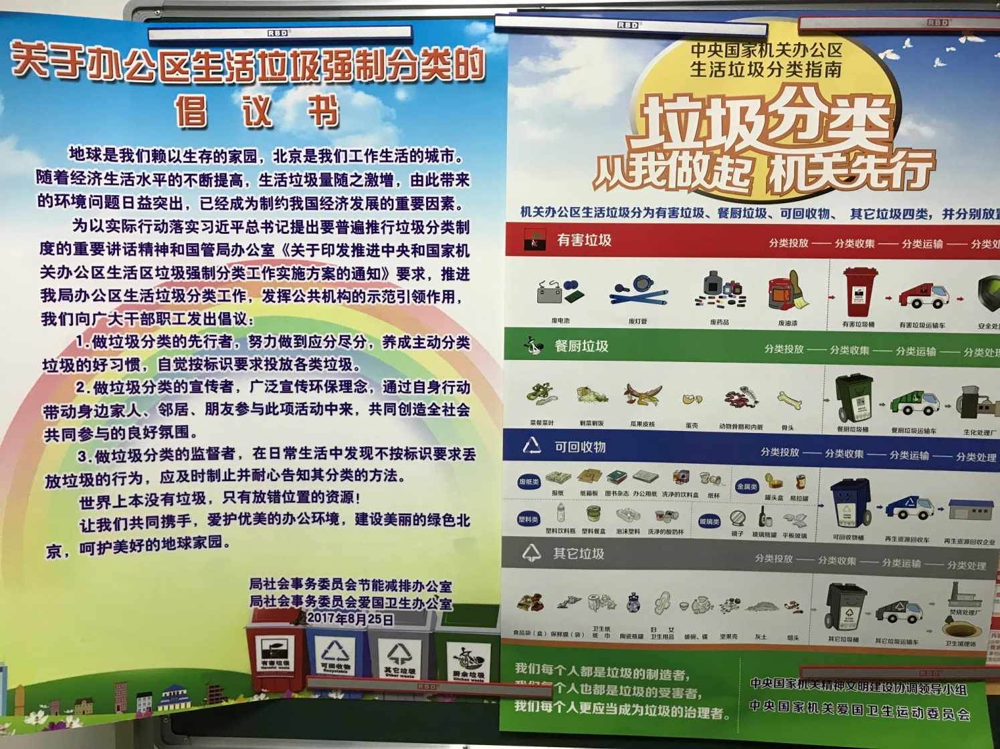 RBD
关于办公区生活垃圾强制分类的
倡议书
地球是我们赖以生存的家园，北京是我们工作生活的城市。
随着经济生活水平的不断提高，生活垃圾量随之激增，由此带来
的环境问题日益突出，已经成为制约我国经济发展的重要因素。
为以实际行动落实习近平总书记提出要普遍推行垃圾分类制
度的重要讲话精神和国管局办公室《关于印发推进中央和国家机
关办公区生活区垃圾强制分类工作实施方案的通知》要求，推进
我局办公区生活垃圾分类工作，发挥公共机构的示范引领作用，
我们向广大干部职工发出倡议：
1.做垃圾分类的先行者，努力做到应分尽分，养成主动分类
垃圾的好习惯，自觉按标识要求投放各类垃圾。
2.做垃圾分类的宣传者，广泛宣传环保理念，通过自身行动
带动身边家人、邻居、朋友参与此项活动中来，共同创造全社会
共同参与的良好氛围。
3.做垃圾分类的监督者，在日常生活中发现不按标识要求丢
放垃圾的行为，应及时制止并耐心告知其分类的方法。
世界上本没有垃圾，只有放错位置的资源！
让我们共同携手，爱护优美的办公环境，建设美丽的绿色北
京，呵护美好的地球家园。
局社会事务委员会节能减排办公室
局社会事务委员会爱国卫生办公室
2017年8月25日
有害垃圾
Harmful waste
可回收物
Recyclable
其它垃圾
Other waste
厨余垃圾
Kitchen waste
RBD
RBD
RBD
中央国家机关办公区
生活垃圾分类指南
垃圾分类
从我做起 机关先行
机关办公区生活垃圾分为有害垃圾、餐厨垃圾、可回收物、其它垃圾四类，并分别放
有害垃圾 分类投放 —— 分类收集 —— 分类运输 —— 分类处
废电池 废灯管 废药品 废油漆 有害垃圾桶 有害垃圾运输车 安全处
餐厨垃圾 分类投放 —— 分类收集 —— 分类运输 —— 分类处理
菜帮菜叶 剩菜剩饭 瓜果皮核 蛋壳 动物骨骼和内脏 骨头 餐厨垃圾桶 餐厨垃圾运输车 生化处理厂
可回收物 分类投放 —— 分类收集 —— 分类运输 —— 分类处理
废纸类 报纸 纸箱板 图书杂志 办公用纸 洗净的饮料盒 纸杯 金属类 罐头盒 易拉罐
塑料类 塑料饮料瓶 塑料餐盒 泡沫塑料 洗净的酸奶杯 玻璃类 镜子 玻璃瓶罐 平板玻璃
可回收物桶 再生资源回收车 再生资源回收企业
其它垃圾 分类投放 —— 分类收集 —— 分类运输 —— 分类处理
焚烧处理厂
食品袋（盒） 保鲜膜（袋） 卫生纸 纸巾 陶瓷瓶罐 妇女卫生用品 破碗、碟 坚果壳 灰土 烟头 其它垃圾桶 其它垃圾运输车 卫生填埋场
我们每个人都是垃圾的制造者，
我们每个人也都是垃圾的受害者，
我们每个人更应当成为垃圾的治理者。
RBD
中央国家机关精神文明建设协调领导小组
中央国家机关爱国卫生运动委员会